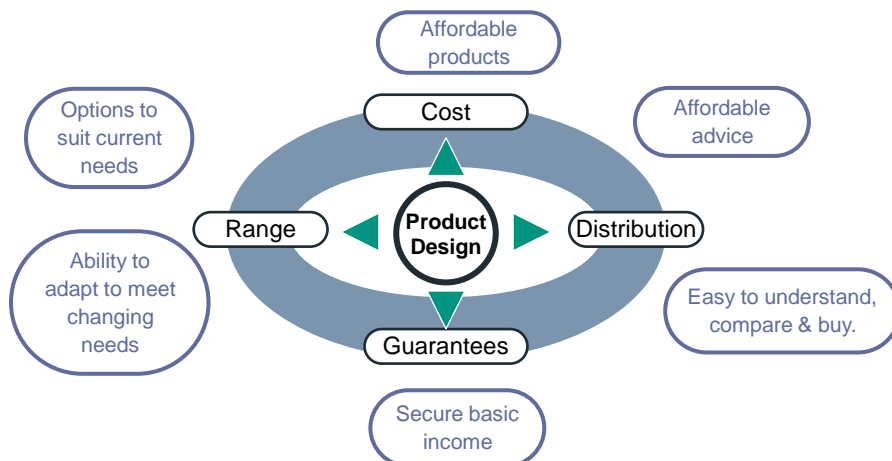 Affordable
products
Options to
suit current
needs
Cost
Affordable
advice
Range
Product
Design
Distribution
Ability to
adapt to meet
changing
needs
Easy to understand,
compare & buy.
Guarantees
Secure basic
income